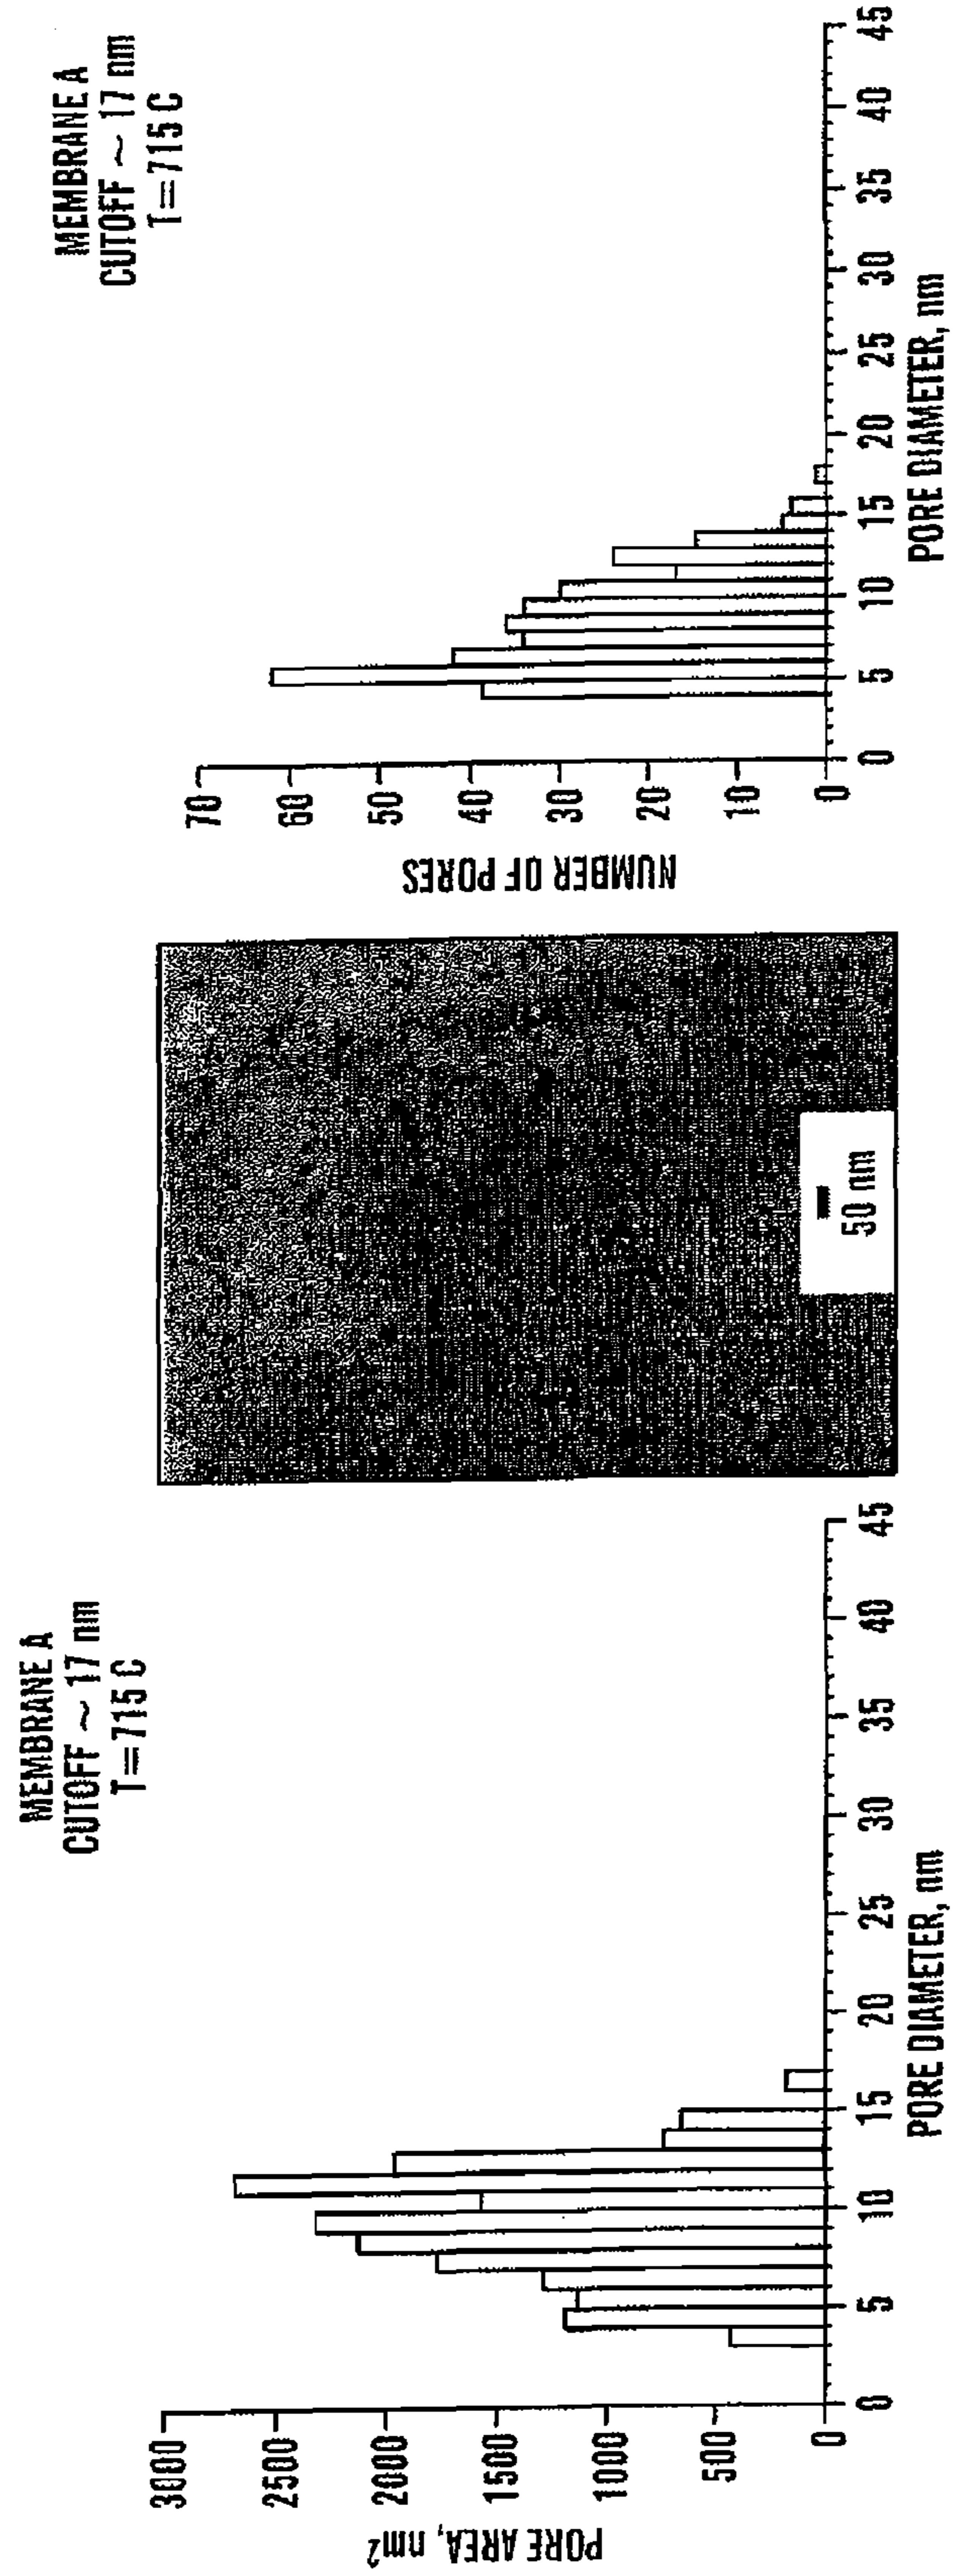 MEMBRANE A
CUTOFF ~ 17 nm
T=715 C
PORE AREA, nm²
3000
2500
2000
1500
1000
500
0
0 5 10 15 20 25 30 35 40 45
PORE DIAMETER, nm
50 nm
MEMBRANE A
CUTOFF ~ 17 nm
T=715 C
NUMBER OF PORES
70
60
50
40
30
20
10
0
0 5 10 15 20 25 30 35 40 45
PORE DIAMETER, nm